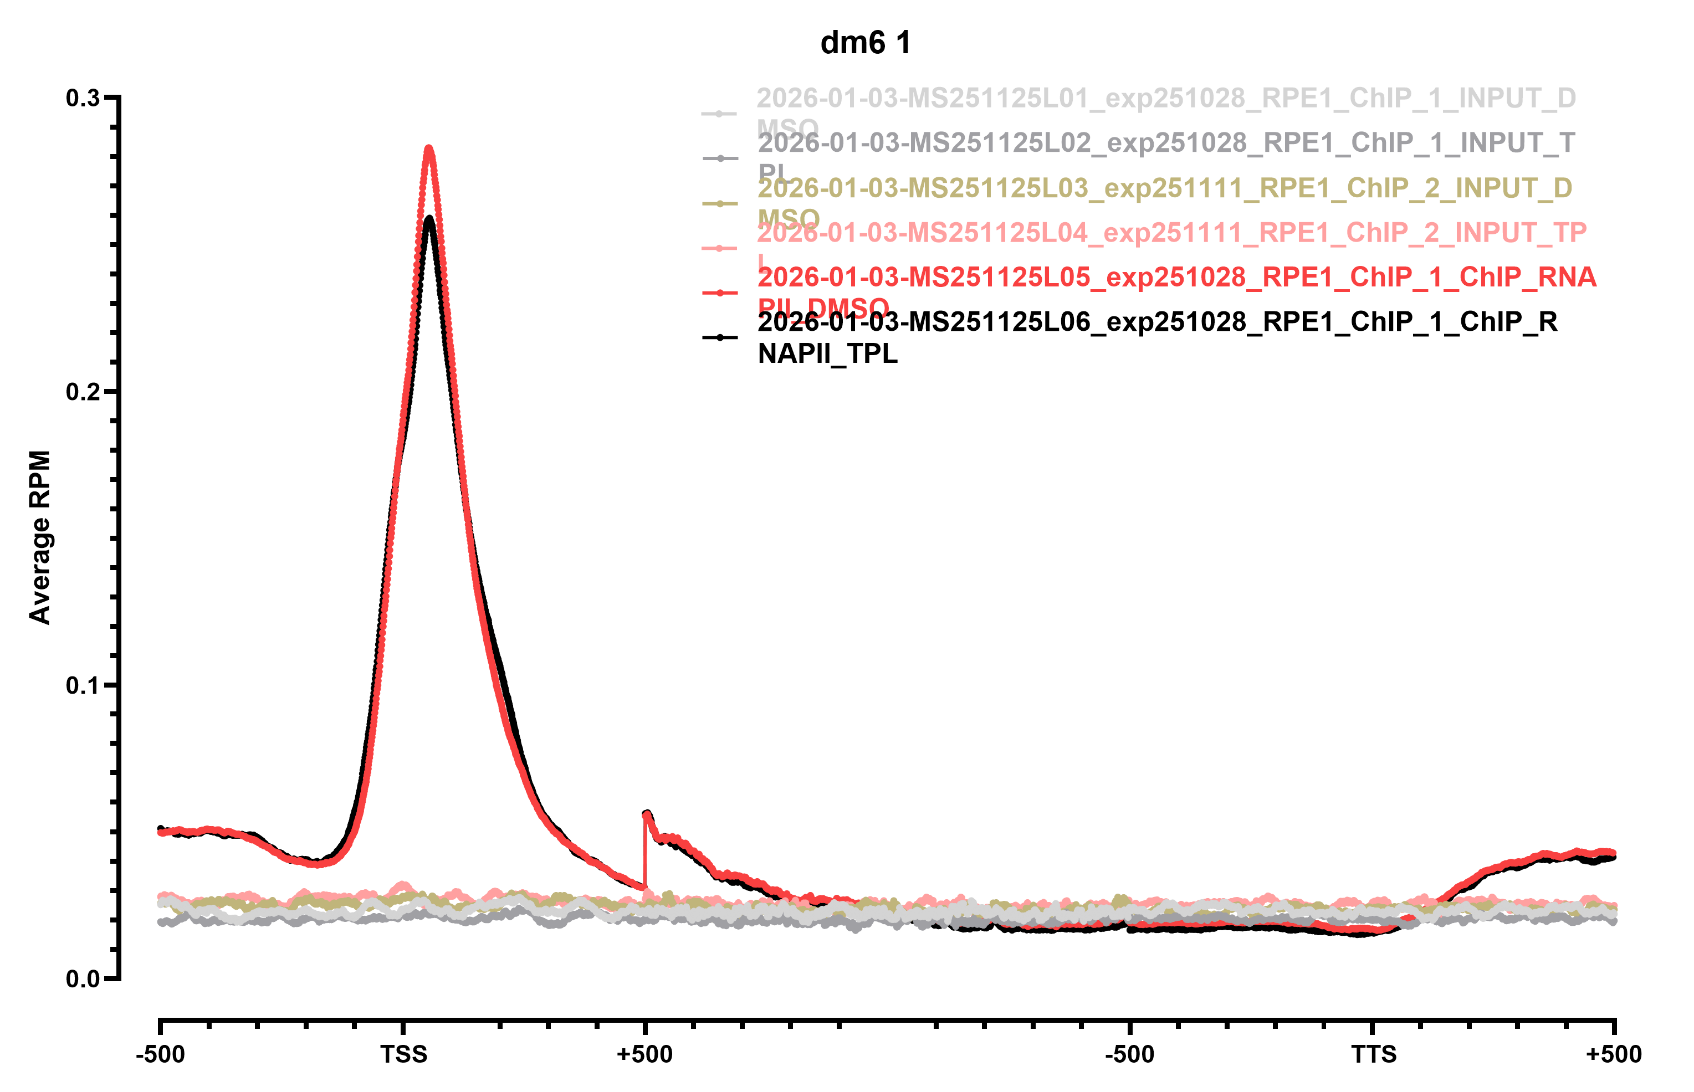 dm6 1
2026-01-03-MS251125L01_exp251028_RPE1_ChIP_1_INPUT_D
MSO
2026-01-03-MS251125L02_exp251028_RPE1_ChIP_1_INPUT_T
PL
2026-01-03-MS251125L03_exp251111_RPE1_ChIP_2_INPUT_D
MSO
2026-01-03-MS251125L04_exp251111_RPE1_ChIP_2_INPUT_TP
L
2026-01-03-MS251125L05_exp251028_RPE1_ChIP_1_ChIP_RNA
PII_DMSO
2026-01-03-MS251125L06_exp251028_RPE1_ChIP_1_ChIP_R
NAPII_TPL
Average RPM
0.3
0.2
0.1
0.0
-500 TSS +500 -500 TTS +500